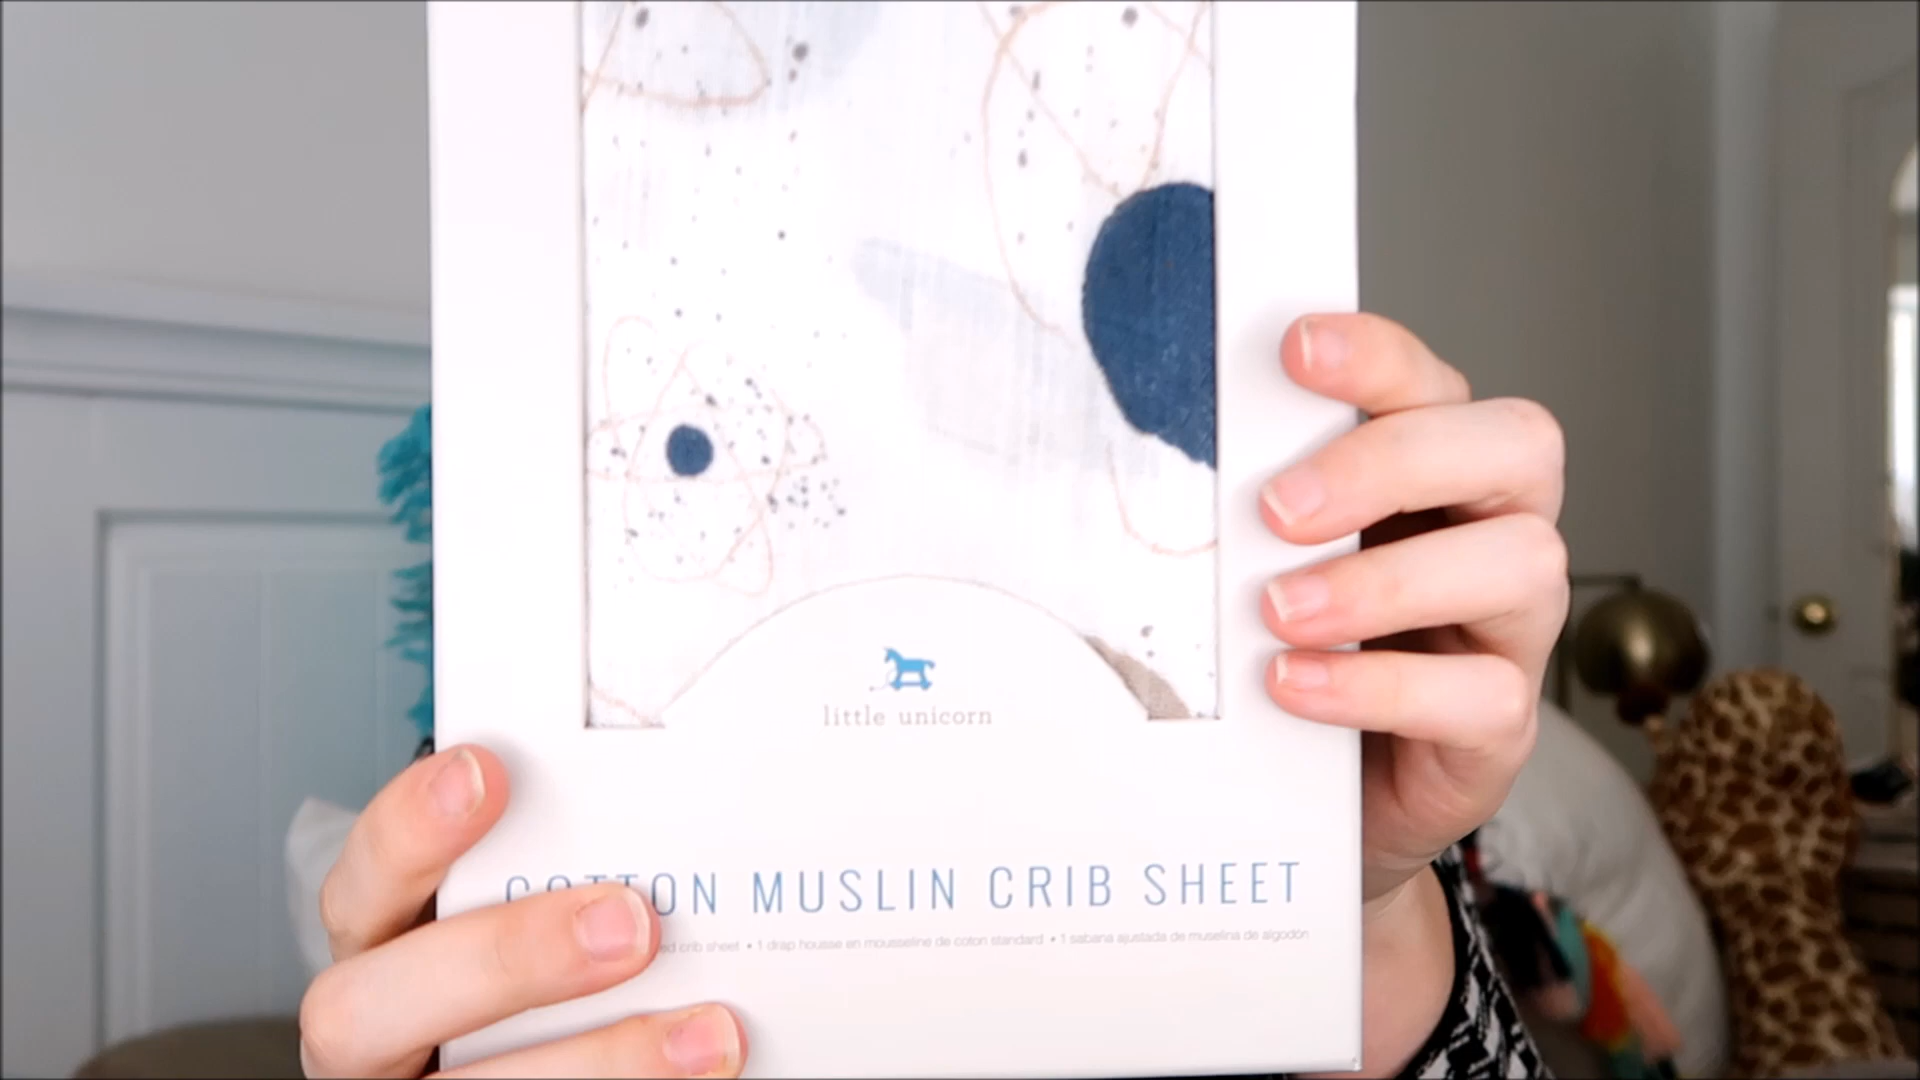 little unicorn
COTTON MUSLIN CRIB SHEET
crib sheet • 1 drap housse en mousseline de coton standard • 1 sabana ajustada de muselina de algodón